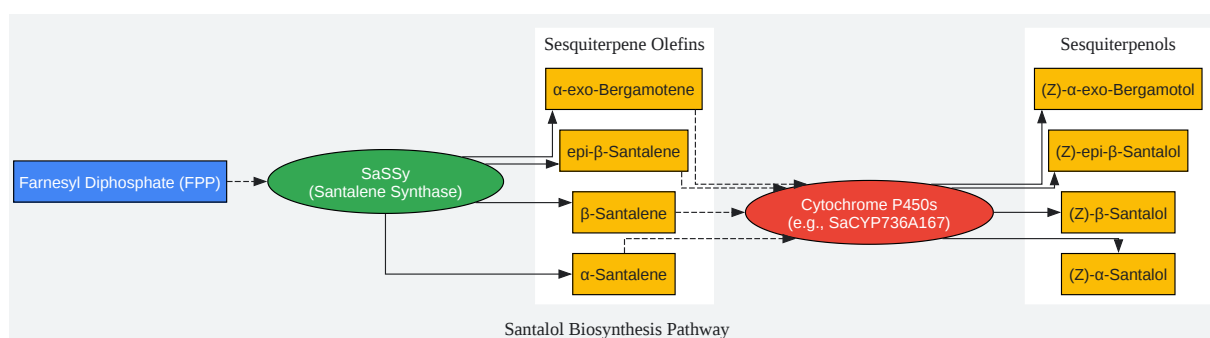 Sesquiterpene Olefins
Sesquiterpenols
α-exo-Bergamotene
(Z)-α-exo-Bergamotol
epi-β-Santalene
(Z)-epi-β-Santalol
Farnesyl Diphosphate (FPP)
SaSSy
(Santalene Synthase)
β-Santalene
Cytochrome P450s
(e.g., SaCYP736A167)
(Z)-β-Santalol
α-Santalene
(Z)-α-Santalol
Santalol Biosynthesis Pathway